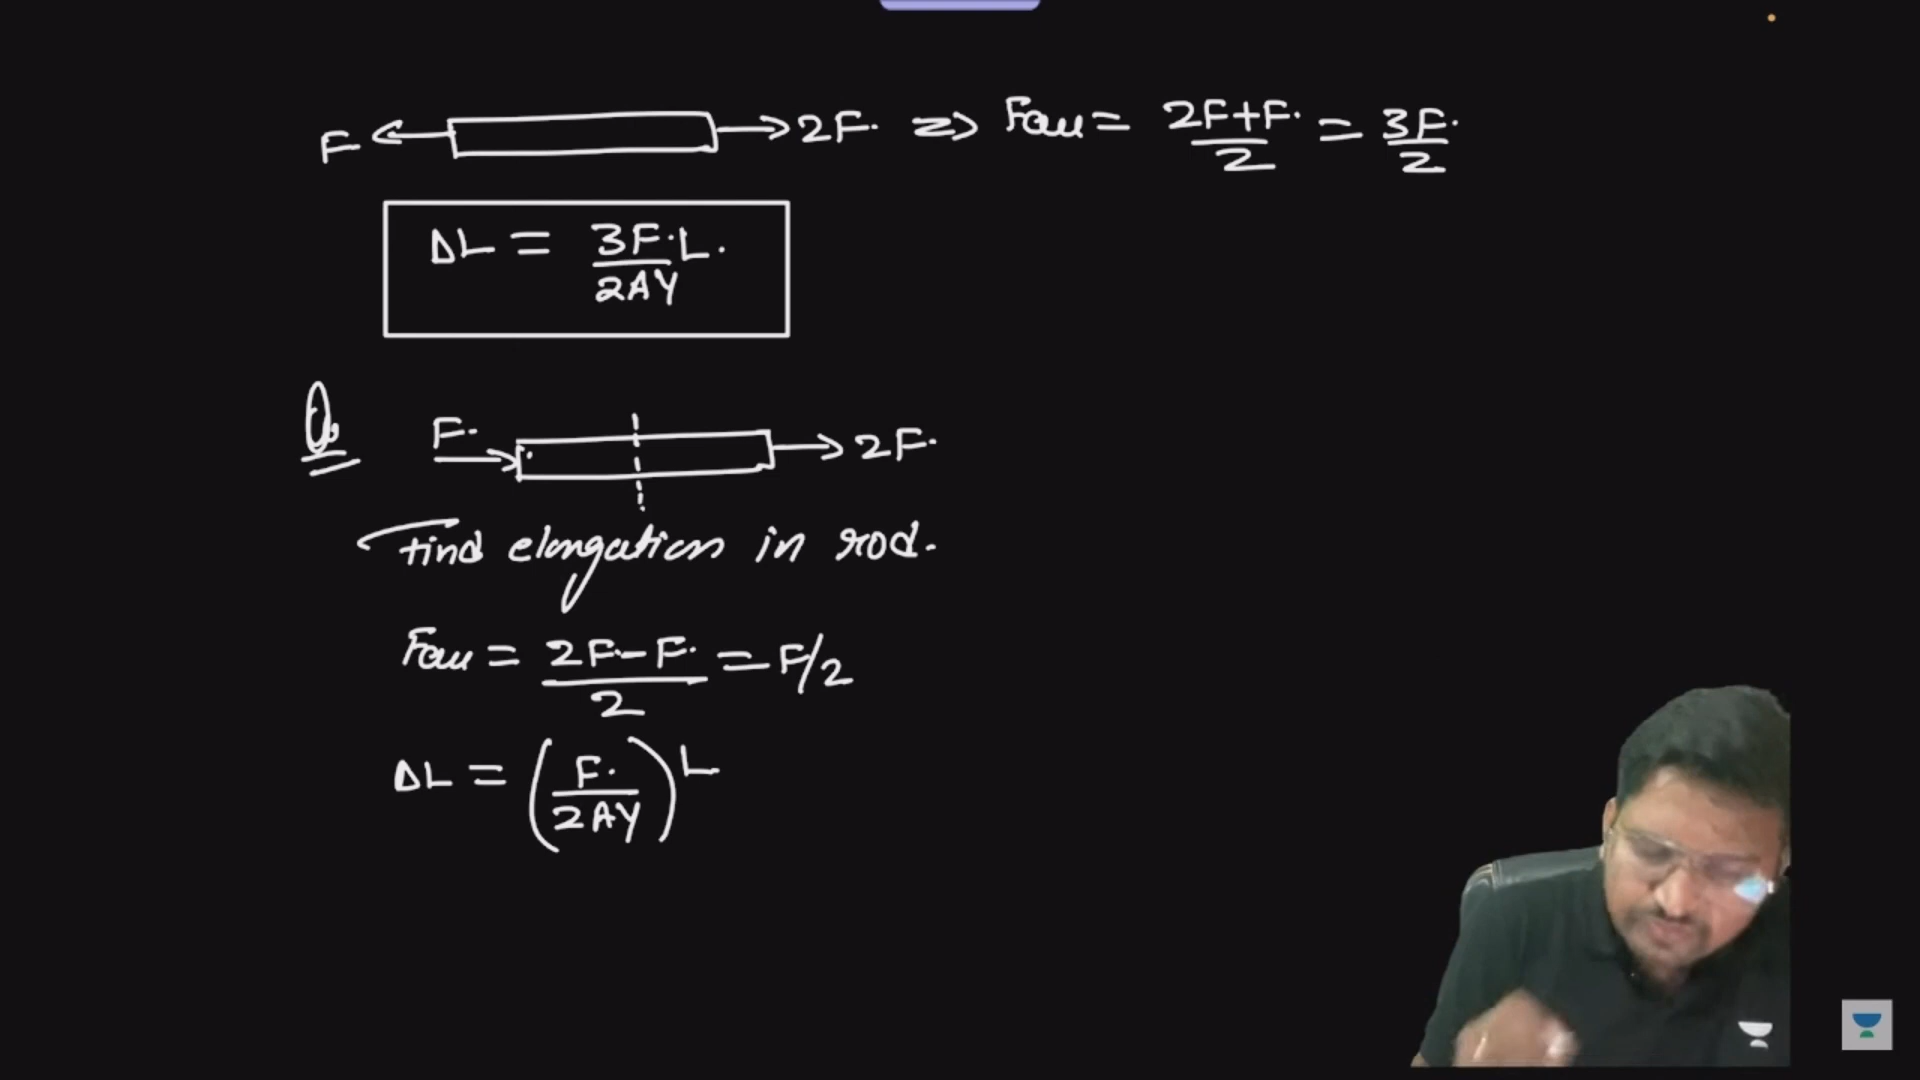 F 2F. => Fav = 2F+F./2 = 3F./2
ΔL = 3F.L./2AY
Q. F. 2F.
Find elongation in rod.
Fav = 2F-F./2 = F/2
ΔL = (F./2AY)L